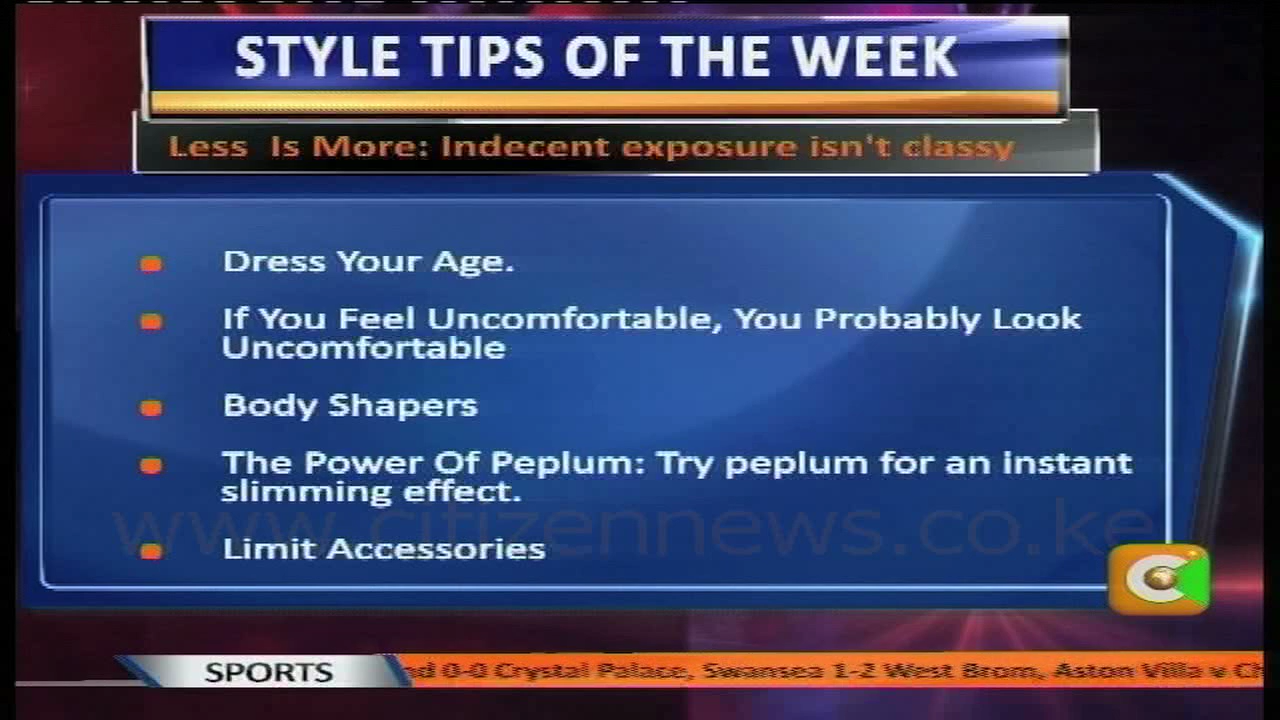 STYLE TIPS OF THE WEEK
Less Is More: Indecent exposure isn't classy
Dress Your Age.
If You Feel Uncomfortable, You Probably Look
Uncomfortable
Body Shapers
The Power Of Peplum: Try peplum for an instant
slimming effect.
www.citizennews.co.ke
Limit Accessories
SPORTS
0-0 Crystal Palace, Swansea 1-2 West Brom, Aston Villa v